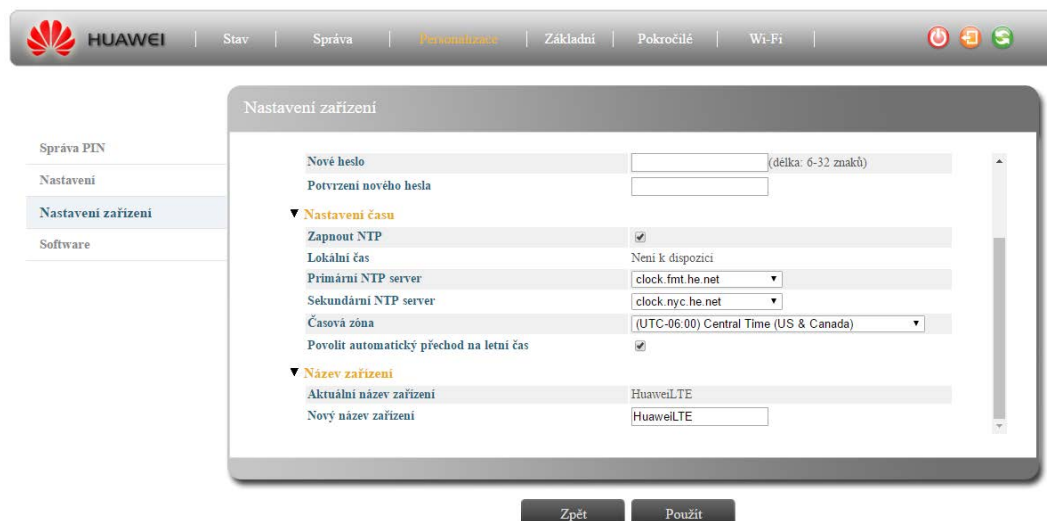 HUAWEI | Stav | Správa | Personalizace | Základní | Pokročilé | Wi-Fi |
Nastavení zařízení
Správa PIN
Nastavení
Nastavení zařízení
Software
Nové heslo (délka: 6-32 znaků)
Potvrzení nového hesla
Nastavení času
Zapnout NTP
Lokální čas Není k dispozici
Primární NTP server clock.fmt.he.net
Sekundární NTP server clock.nyc.he.net
Časová zóna (UTC-06:00) Central Time (US & Canada)
Povolit automatický přechod na letní čas
Název zařízení
Aktuální název zařízení HuaweiLTE
Nový název zařízení HuaweiLTE
Zpět Použít